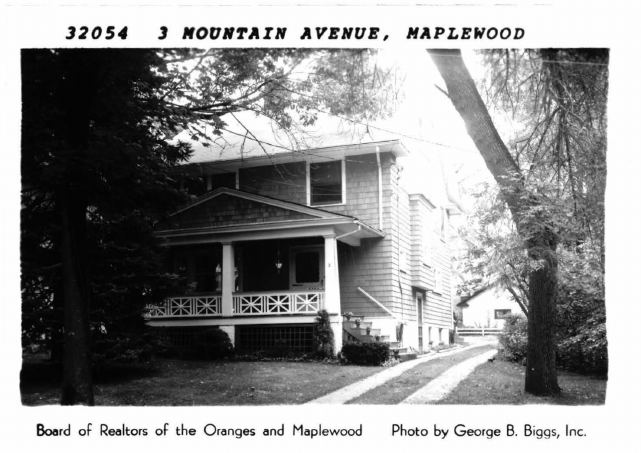 32054 3 MOUNTAIN AVENUE, MAPLEWOOD
Board of Realtors of the Oranges and Maplewood Photo by George B. Biggs, Inc.